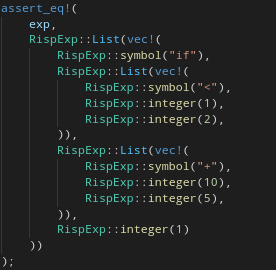 assert_eq!(
    exp,
    RispExp::List(vec!(
        RispExp::symbol("if"),
        RispExp::List(vec!(
            RispExp::symbol("<"),
            RispExp::integer(1),
            RispExp::integer(2),
        )),
        RispExp::List(vec!(
            RispExp::symbol("+"),
            RispExp::integer(10),
            RispExp::integer(5),
        )),
        RispExp::integer(1)
    ))
);